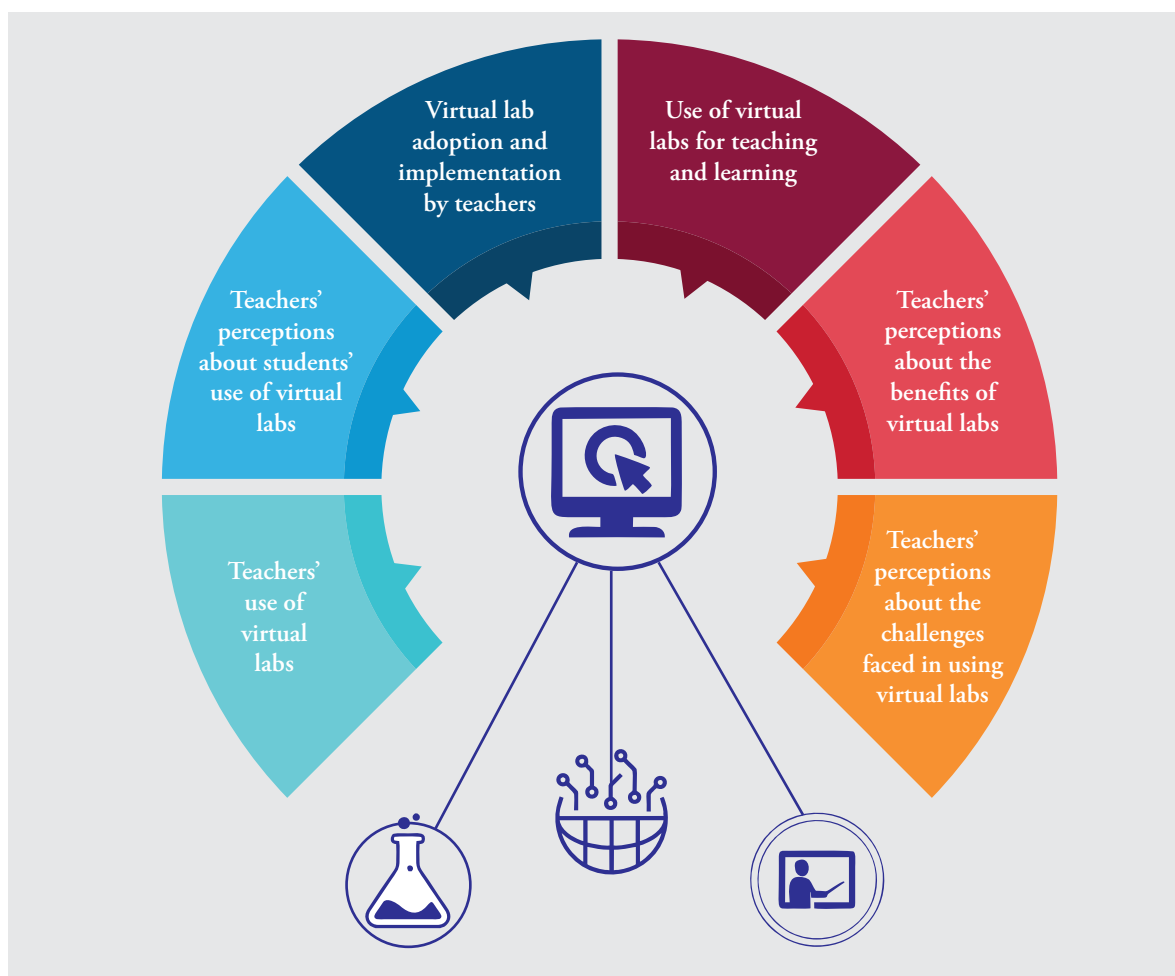 Teachers’
use of
virtual
labs
Teachers’
perceptions
about students’
use of virtual
labs
Virtual lab
adoption and
implementation
by teachers
Use of virtual
labs for teaching
and learning
Teachers’
perceptions
about the
benefits of
virtual labs
Teachers’
perceptions
about the
challenges
faced in using
virtual labs